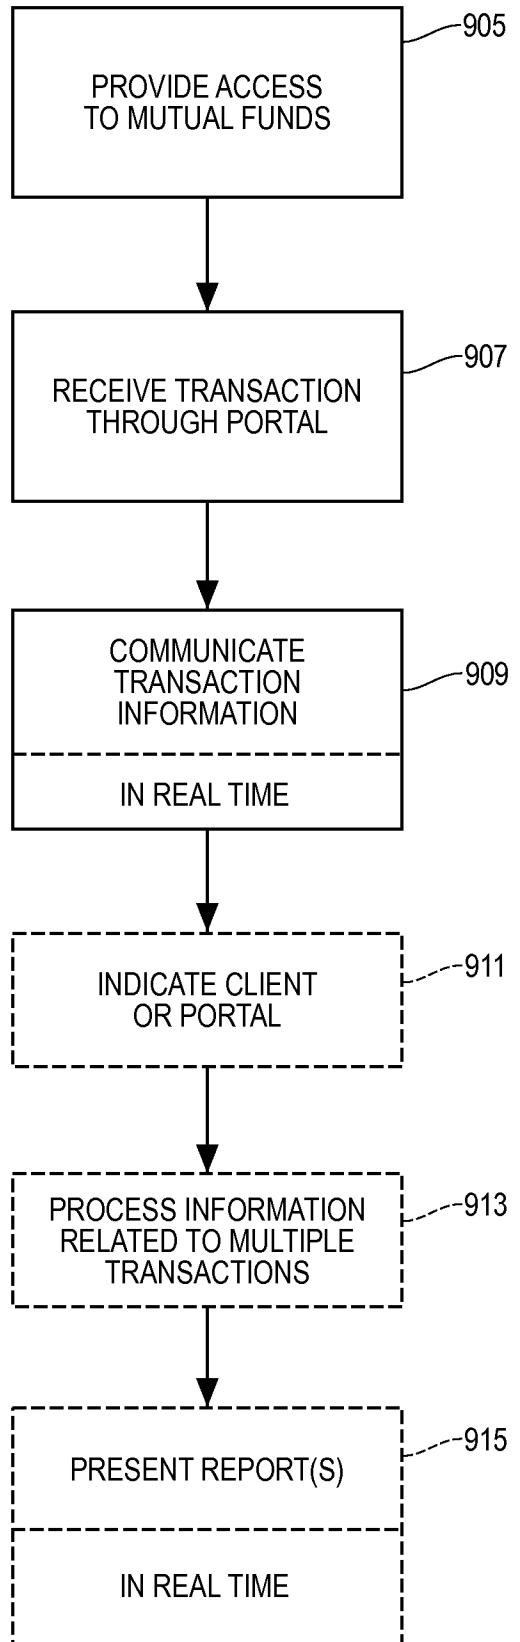 905
PROVIDE ACCESS
TO MUTUAL FUNDS
907
RECEIVE TRANSACTION
THROUGH PORTAL
COMMUNICATE
TRANSACTION
INFORMATION
909
IN REAL TIME
911
INDICATE CLIENT
OR PORTAL
913
PROCESS INFORMATION
RELATED TO MULTIPLE
TRANSACTIONS
915
PRESENT REPORT(S)
IN REAL TIME